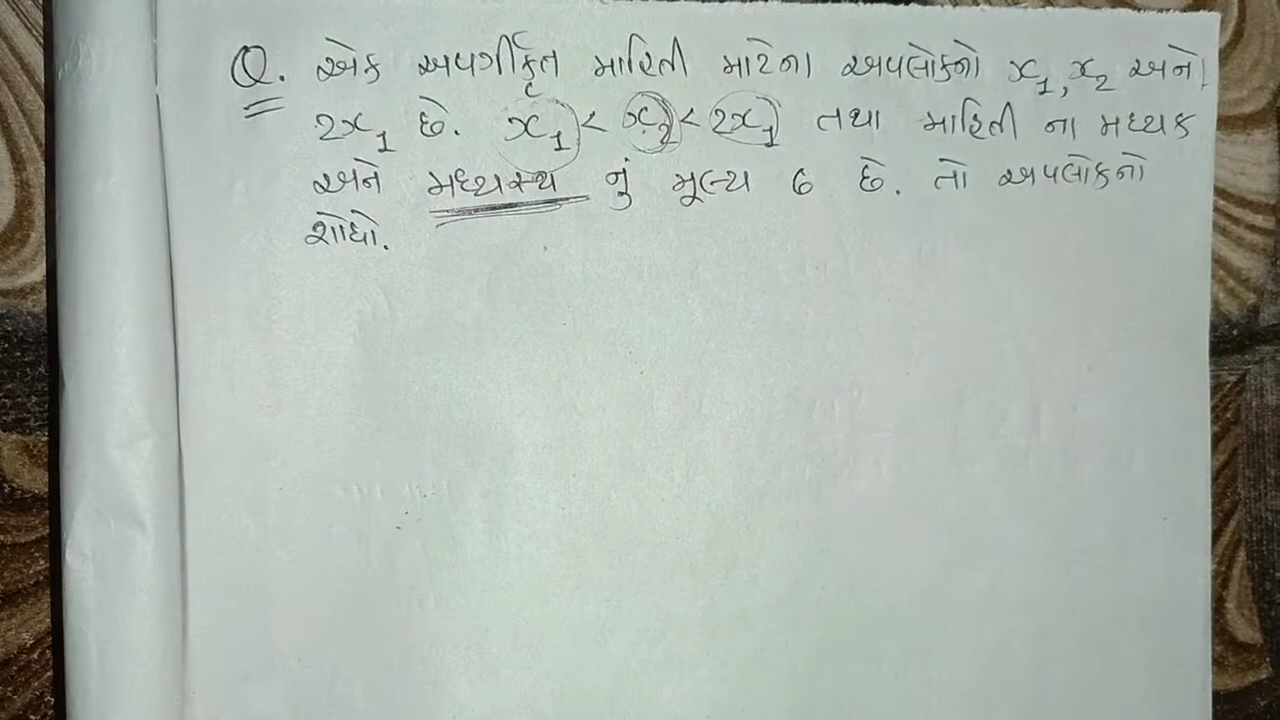 Q. એક અવર્ગીકૃત માહિતી માટેના અવલોકનો x₁, x₂ અને
2x₁ છે. x₁ < x₂ < 2x₁ તથા માહિતી ના મધ્યક
અને મધ્યસ્થ નું મૂલ્ય 6 છે. તો અવલોકનો
શોધો.